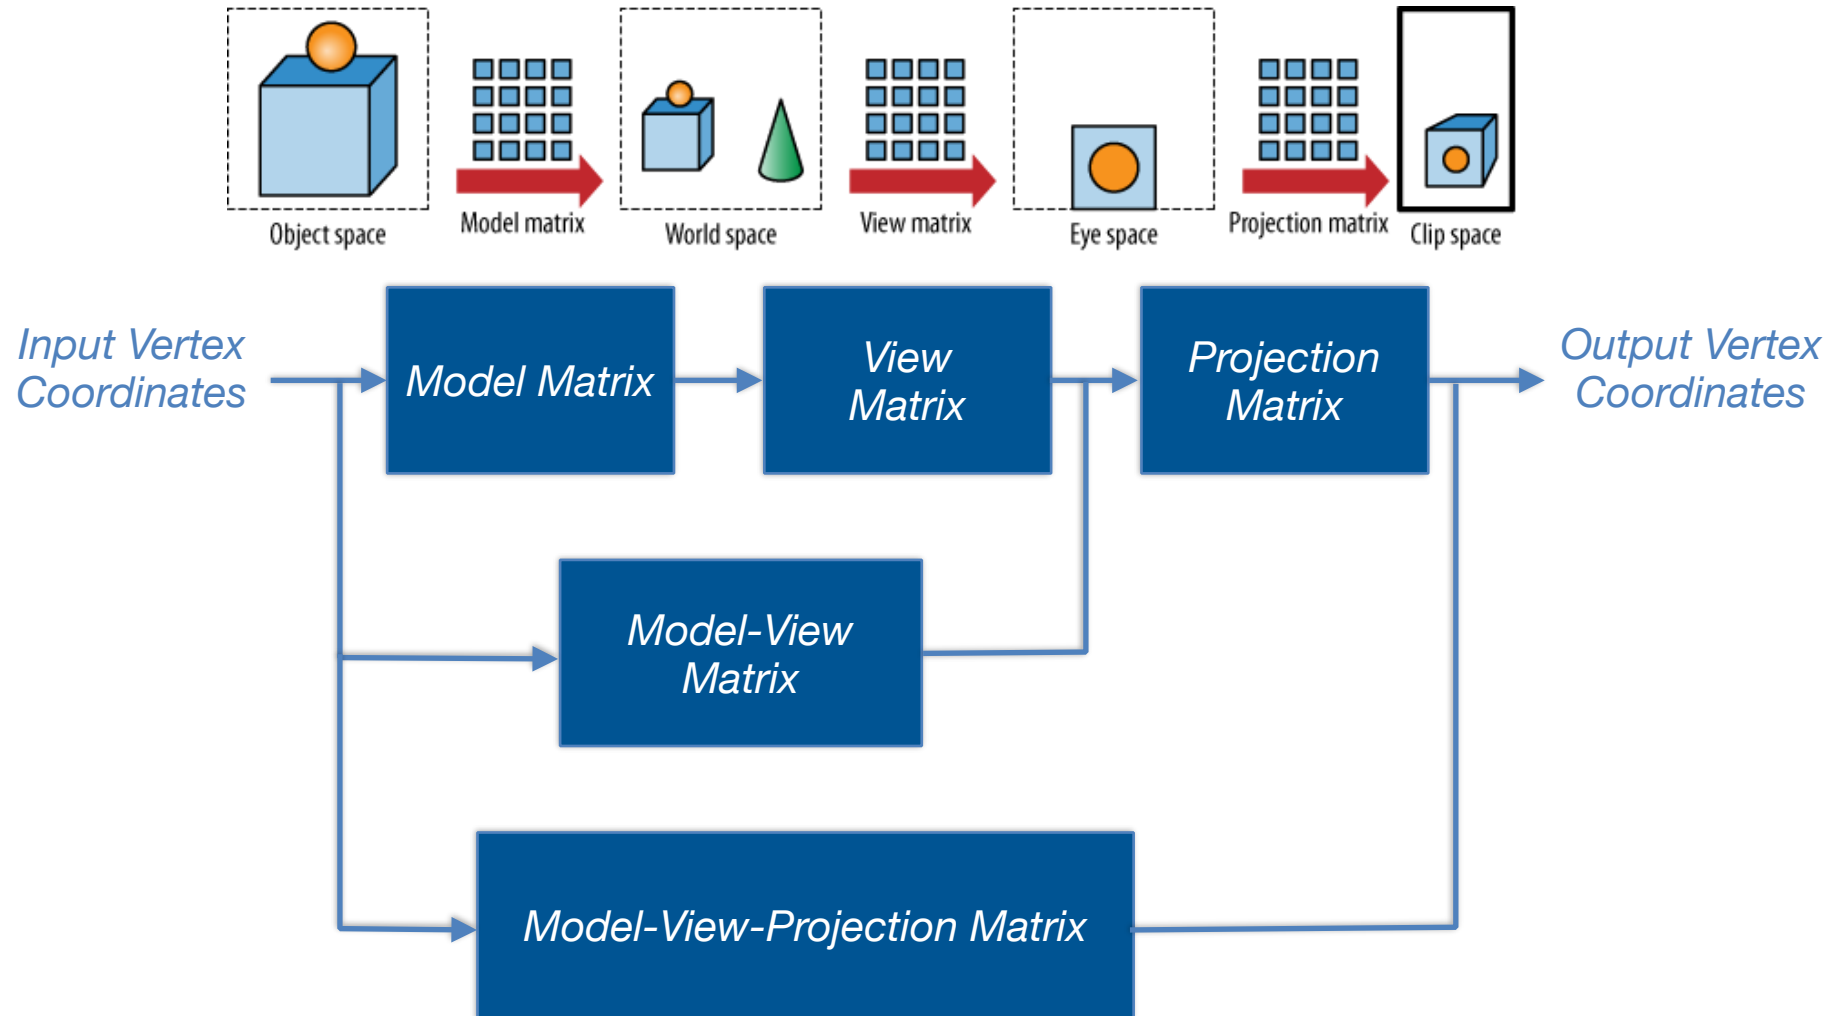 Object space
Model matrix
World space
View matrix
Eye space
Projection matrix
Clip space
Input Vertex
Coordinates
Model Matrix
View
Matrix
Projection
Matrix
Output Vertex
Coordinates
Model-View
Matrix
Model-View-Projection Matrix